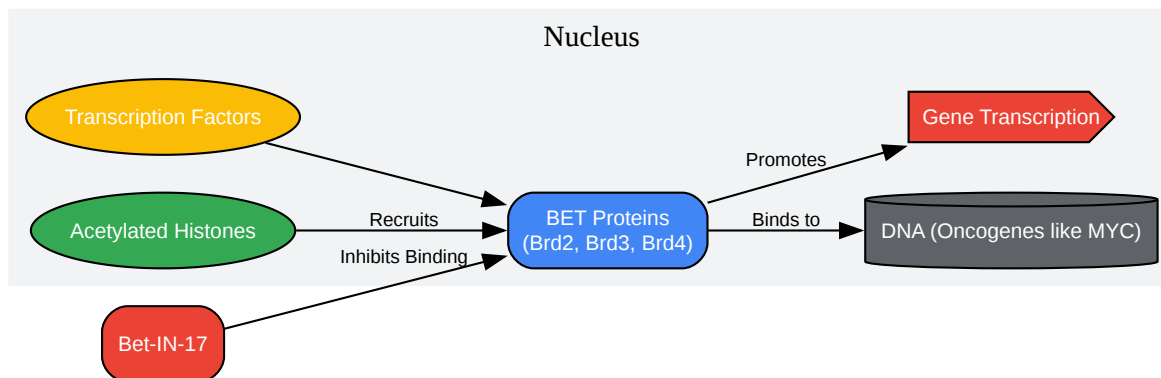 Nucleus
Transcription Factors
Gene Transcription
Promotes
Acetylated Histones
Recruits
BET Proteins
(Brd2, Brd3, Brd4)
Binds to
DNA (Oncogenes like MYC)
Inhibits Binding
Bet-IN-17